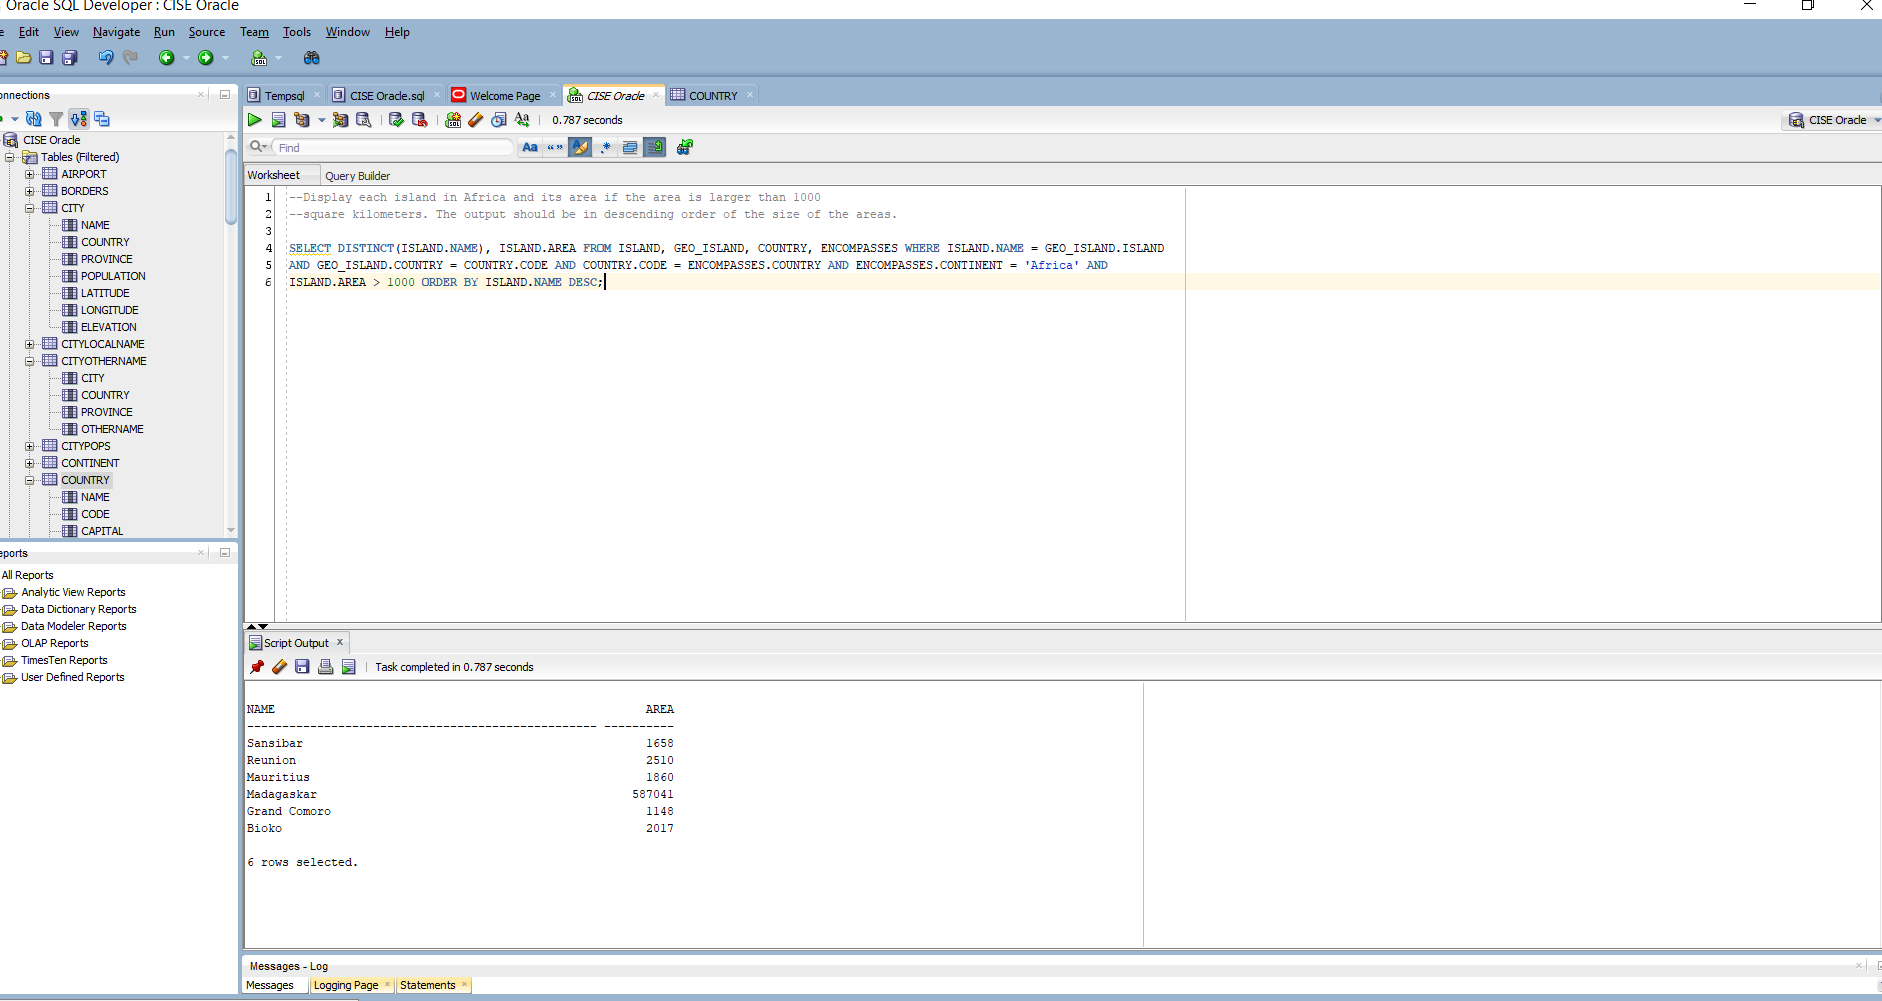 Oracle SQL Developer : CISE Oracle
Edit View Navigate Run Source Team Tools Window Help
Connections
CISE Oracle
Tables (Filtered)
AIRPORT
BORDERS
CITY
NAME
COUNTRY
PROVINCE
POPULATION
LATITUDE
LONGITUDE
ELEVATION
CITYLOCALNAME
CITYOTHERNAME
CITY
COUNTRY
PROVINCE
OTHERNAME
CITYPOPS
CONTINENT
COUNTRY
NAME
CODE
CAPITAL
Reports
All Reports
Analytic View Reports
Data Dictionary Reports
Data Modeler Reports
OLAP Reports
TimesTen Reports
User Defined Reports
Tempsql CISE Oracle.sql Welcome Page CISE Oracle COUNTRY
0.787 seconds
CISE Oracle
Find
Worksheet Query Builder
1 --Display each island in Africa and its area if the area is larger than 1000
2 --square kilometers. The output should be in descending order of the size of the areas.
3
4 SELECT DISTINCT(ISLAND.NAME), ISLAND.AREA FROM ISLAND, GEO_ISLAND, COUNTRY, ENCOMPASSES WHERE ISLAND.NAME = GEO_ISLAND.ISLAND
5 AND GEO_ISLAND.COUNTRY = COUNTRY.CODE AND COUNTRY.CODE = ENCOMPASSES.COUNTRY AND ENCOMPASSES.CONTINENT = 'Africa' AND
6 ISLAND.AREA > 1000 ORDER BY ISLAND.NAME DESC;
Script Output
Task completed in 0.787 seconds
NAME AREA
-------------------------------------------------- ----------
Sansibar 1658
Reunion 2510
Mauritius 1860
Madagaskar 587041
Grand Comoro 1148
Bioko 2017
6 rows selected.
Messages - Log
Messages Logging Page Statements